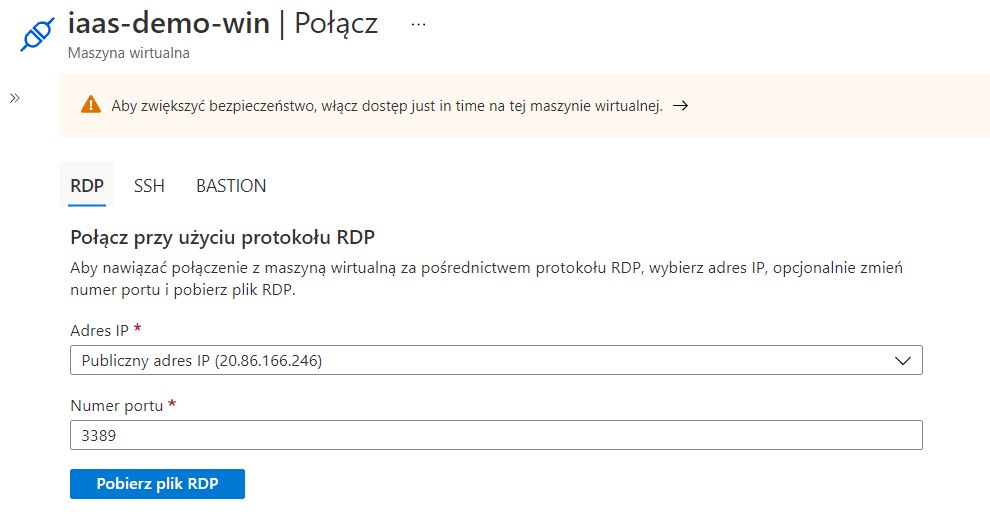 iaas-demo-win | Połącz ...
Maszyna wirtualna
Aby zwiększyć bezpieczeństwo, włącz dostęp just in time na tej maszynie wirtualnej. →
RDP SSH BASTION
Połącz przy użyciu protokołu RDP
Aby nawiązać połączenie z maszyną wirtualną za pośrednictwem protokołu RDP, wybierz adres IP, opcjonalnie zmień
numer portu i pobierz plik RDP.
Adres IP *
Publiczny adres IP (20.86.166.246)
Numer portu *
3389
Pobierz plik RDP